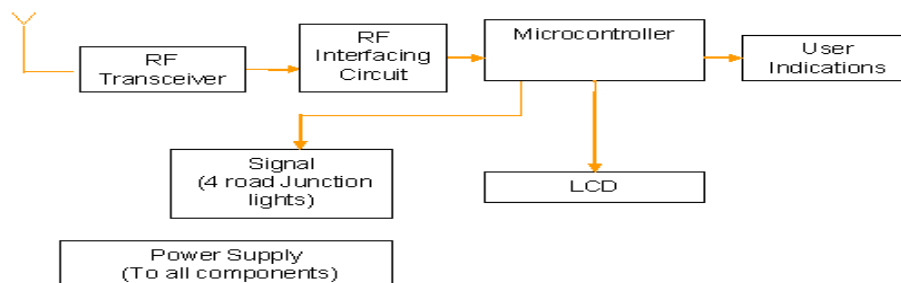 RF
Transceiver
RF
Interfacing
Circuit
Microcontroller
User
Indications
Signal
(4 road Junction
lights)
LCD
Power Supply
(To all components)